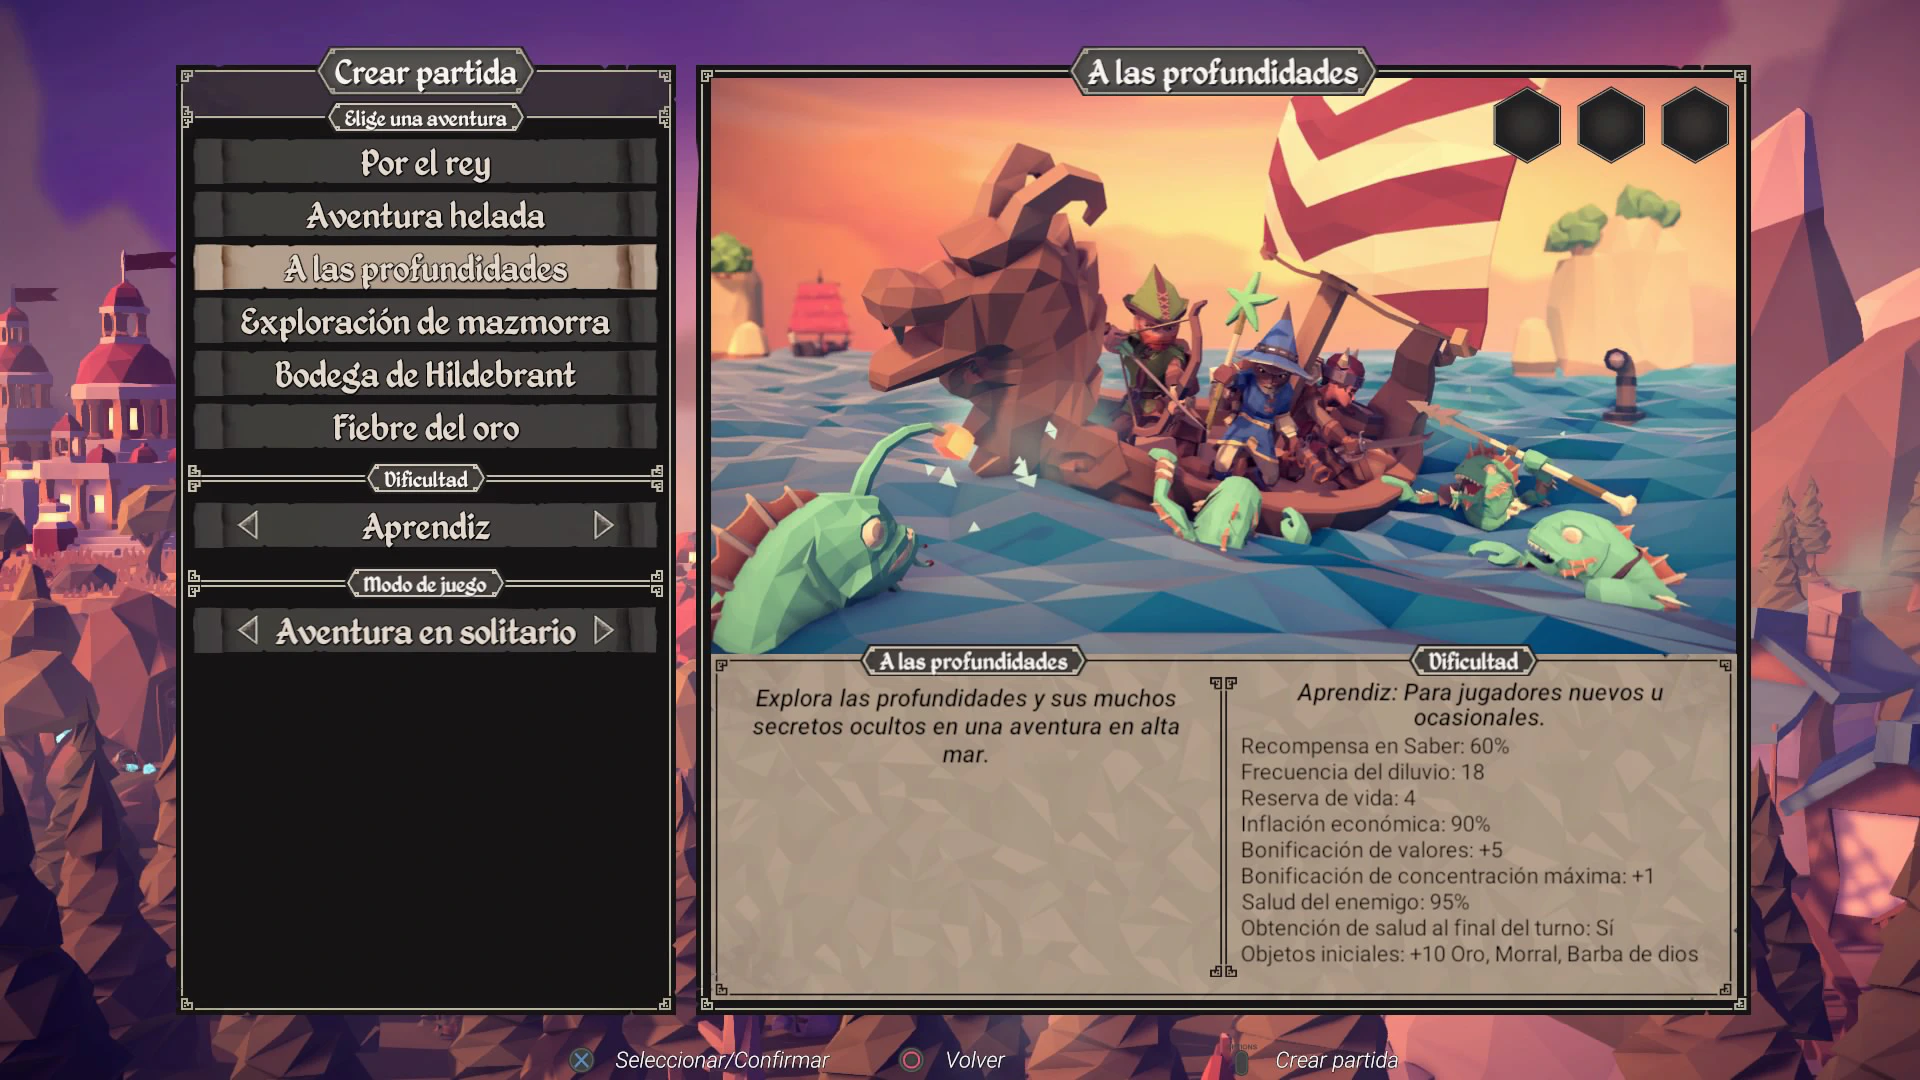 Crear partida
Elige una aventura
Por el rey
Aventura helada
A las profundidades
Exploración de mazmorra
Bodega de Hildebrant
Fiebre del oro
Dificultad
Aprendiz
Modo de juego
Aventura en solitario
A las profundidades
A las profundidades
Explora las profundidades y sus muchos
secretos ocultos en una aventura en alta
mar.
Dificultad
Aprendiz: Para jugadores nuevos u
ocasionales.
Recompensa en Saber: 60%
Frecuencia del diluvio: 18
Reserva de vida: 4
Inflación económica: 90%
Bonificación de valores: +5
Bonificación de concentración máxima: +1
Salud del enemigo: 95%
Obtención de salud al final del turno: Sí
Objetos iniciales: +10 Oro, Morral, Barba de dios
Seleccionar/Confirmar
Volver
Crear partida